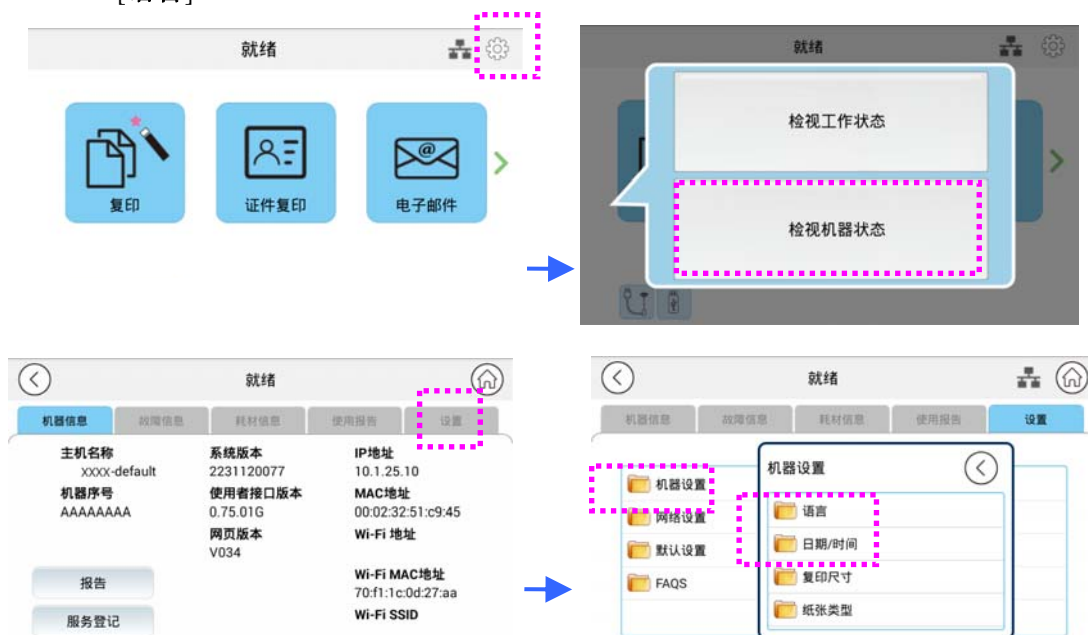 [语言]
就绪
复印
证件复印
电子邮件
就绪
检视工作状态
检视机器状态
就绪
机器信息 故障信息 耗材信息 使用报告 设置
主机名称
xxxx-default
机器序号
AAAAAAAA
系统版本
2231120077
使用者接口版本
0.75.01G
网页版本
V034
IP地址
10.1.25.10
MAC地址
00:02:32:51:c9:45
Wi-Fi 地址
Wi-Fi MAC地址
70:f1:1c:0d:27:aa
Wi-Fi SSID
报告
服务登记
就绪
机器信息 故障信息 耗材信息 使用报告 设置
机器设置
网络设置
默认设置
FAQS
机器设置
语言
日期/时间
复印尺寸
纸张类型